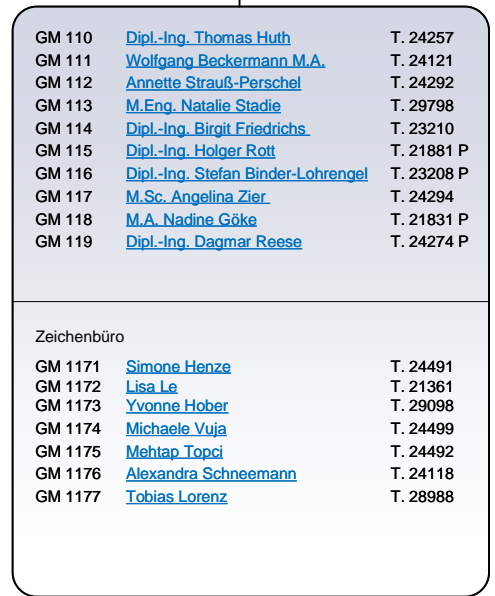 GM 110 Dipl.-Ing. Thomas Huth T. 24257
GM 111 Wolfgang Beckermann M.A. T. 24121
GM 112 Annette Strauß-Perschel T. 24292
GM 113 M.Eng. Natalie Stadie T. 29798
GM 114 Dipl.-Ing. Birgit Friedrichs T. 23210
GM 115 Dipl.-Ing. Holger Rott T. 21881 P
GM 116 Dipl.-Ing. Stefan Binder-Lohrengel T. 23208 P
GM 117 M.Sc. Angelina Zier T. 24294
GM 118 M.A. Nadine Göke T. 21831 P
GM 119 Dipl.-Ing. Dagmar Reese T. 24274 P
Zeichenbüro
GM 1171 Simone Henze T. 24491
GM 1172 Lisa Le T. 21361
GM 1173 Yvonne Hober T. 29098
GM 1174 Michaele Vuja T. 24499
GM 1175 Mehtap Topci T. 24492
GM 1176 Alexandra Schneemann T. 24118
GM 1177 Tobias Lorenz T. 28988